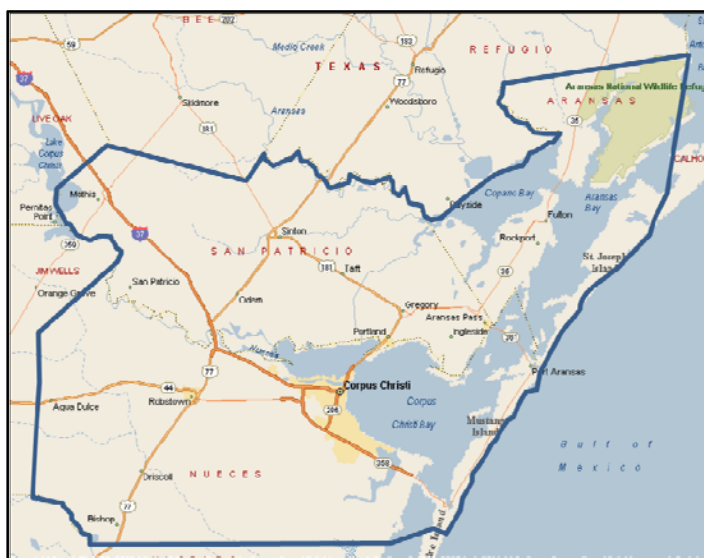 BEE
202
59
Medio Creek
183
REFUGIO
TEXAS
37
Refugio
77
Aransas National Wildlife Refug
Skidmore
Aransas
Woodsboro
ARANSAS
LIVE OAK
181
35
Lake
Corpus
Christi
CALHO
Mathis
Copano Bay
Aransas
Bay
Pernitas
Point
Bayside
Fulton
37
Sinton
359
SAN PATRICIO
Rockport
St. Joseph
Island
JIM WELLS
San Patricio
181
Taft
35
Orange Grove
Odem
Gregory
Aransas Pass
Portland
Ingleside
Nueces
361
77
Port Aransas
44
Corpus Christi
Robstown
286
Corpus
Christi Bay
Aqua Dulce
Mustang
Island
Gulf of
Mexico
358
Driscoll
NUECES
77
Bishop
Island